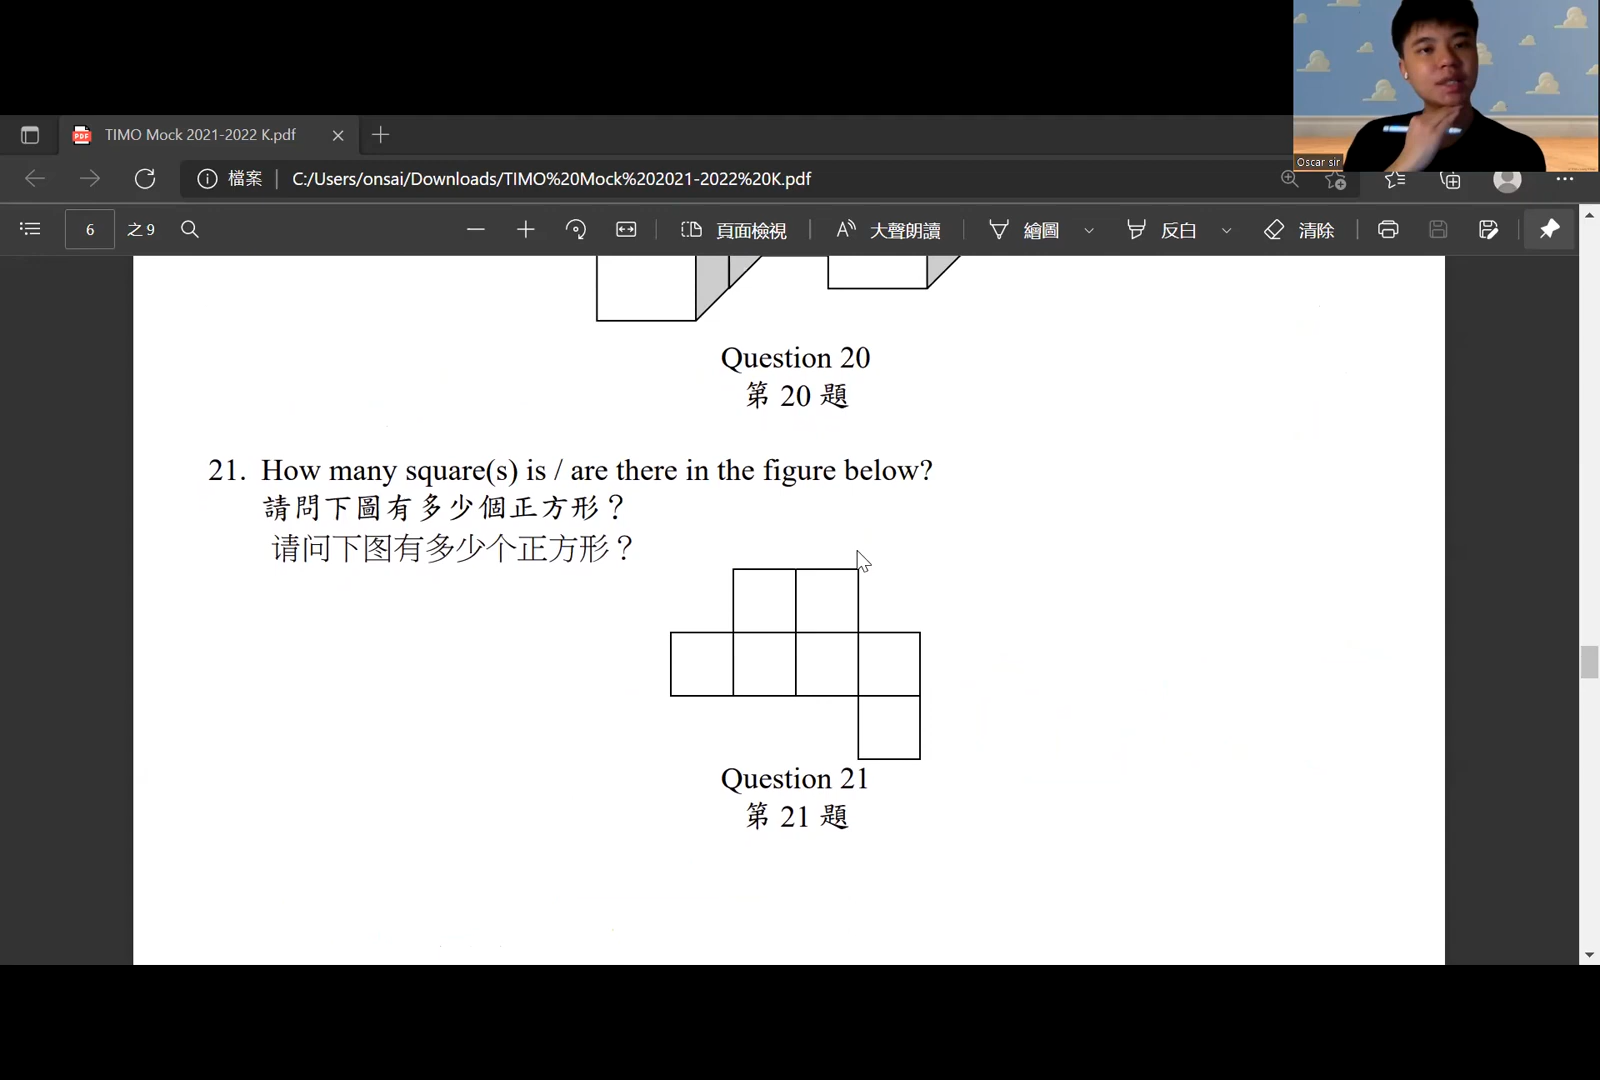 Oscar sir
TIMO Mock 2021-2022 K.pdf
檔案
C:/Users/onsai/Downloads/TIMO%20Mock%202021-2022%20K.pdf
6 之 9
頁面檢視
大聲朗讀
繪圖
反白
清除
Question 20
第 20 題
21. How many square(s) is / are there in the figure below?
請問下圖有多少個正方形？
请问下图有多少个正方形？
Question 21
第 21 題